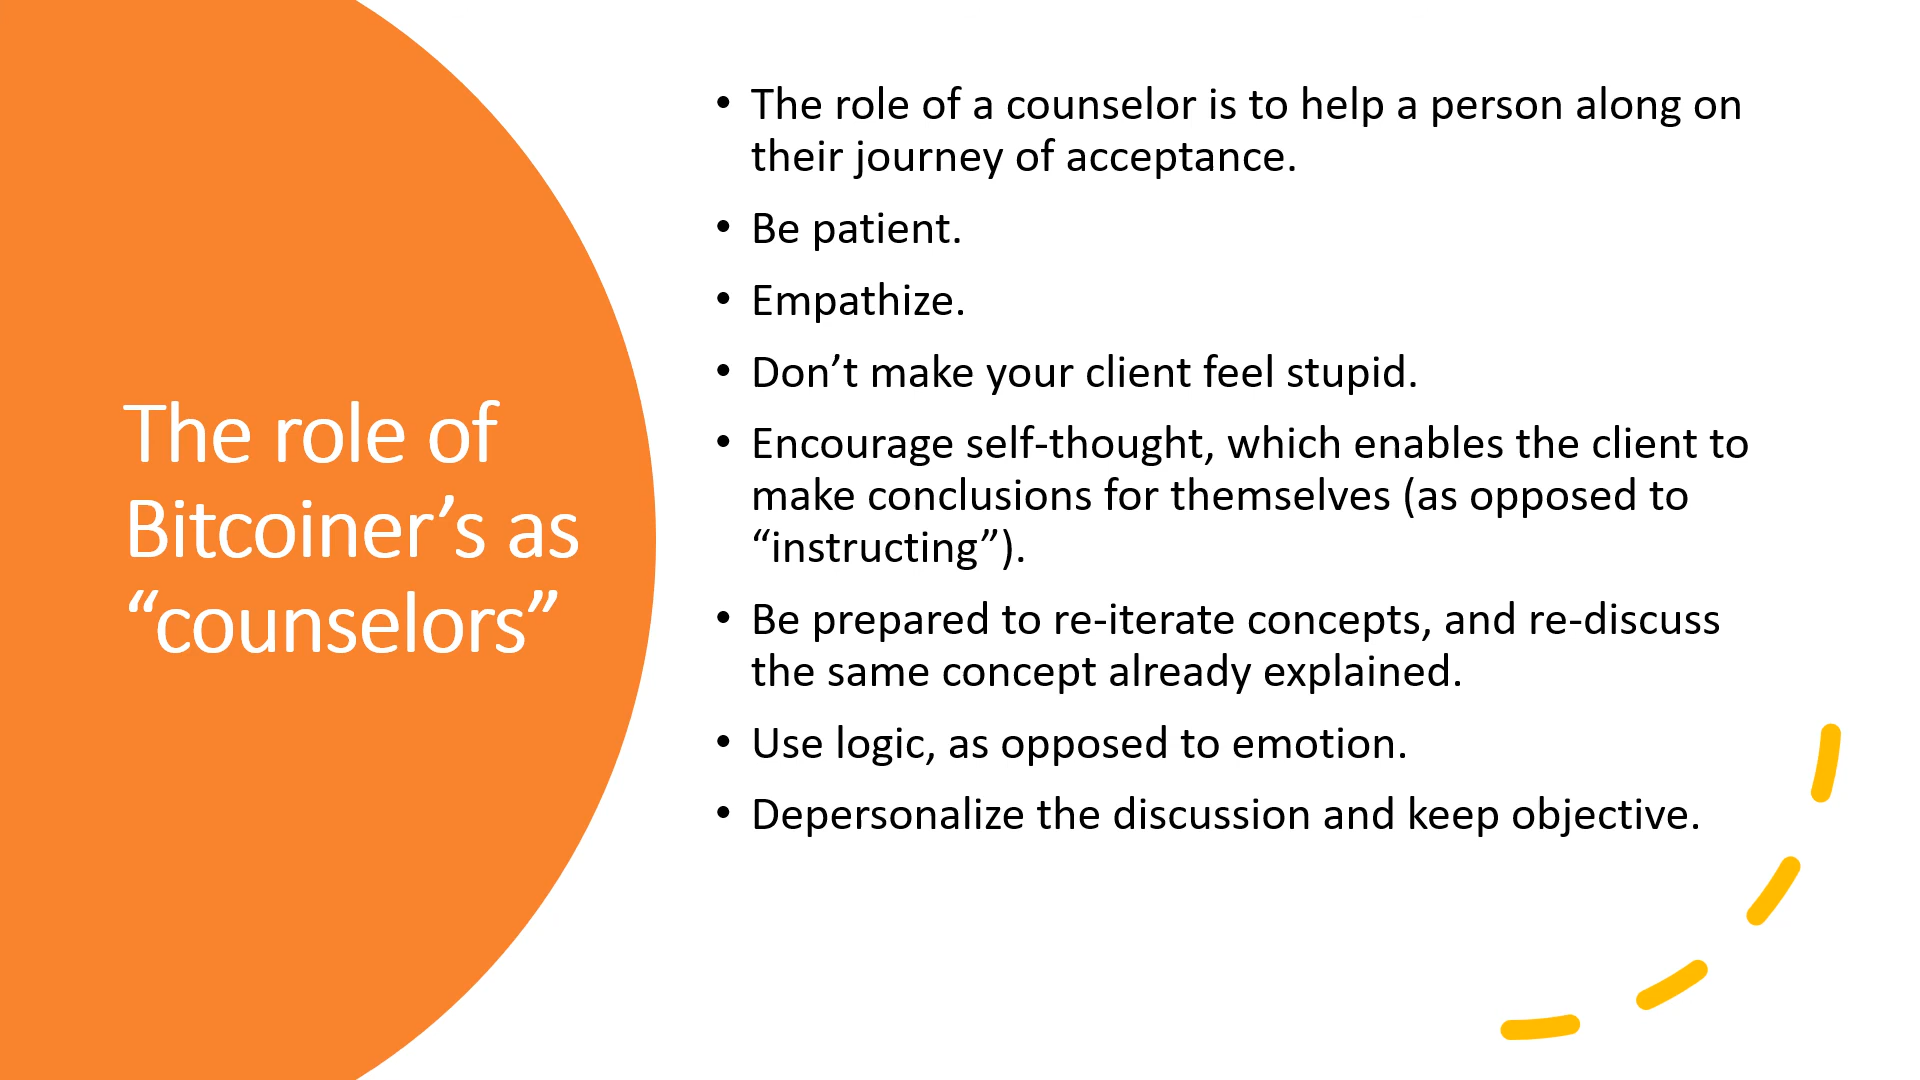 The role of
Bitcoiner’s as
“counselors”
• The role of a counselor is to help a person along on
their journey of acceptance.
• Be patient.
• Empathize.
• Don’t make your client feel stupid.
• Encourage self-thought, which enables the client to
make conclusions for themselves (as opposed to
“instructing”).
• Be prepared to re-iterate concepts, and re-discuss
the same concept already explained.
• Use logic, as opposed to emotion.
• Depersonalize the discussion and keep objective.